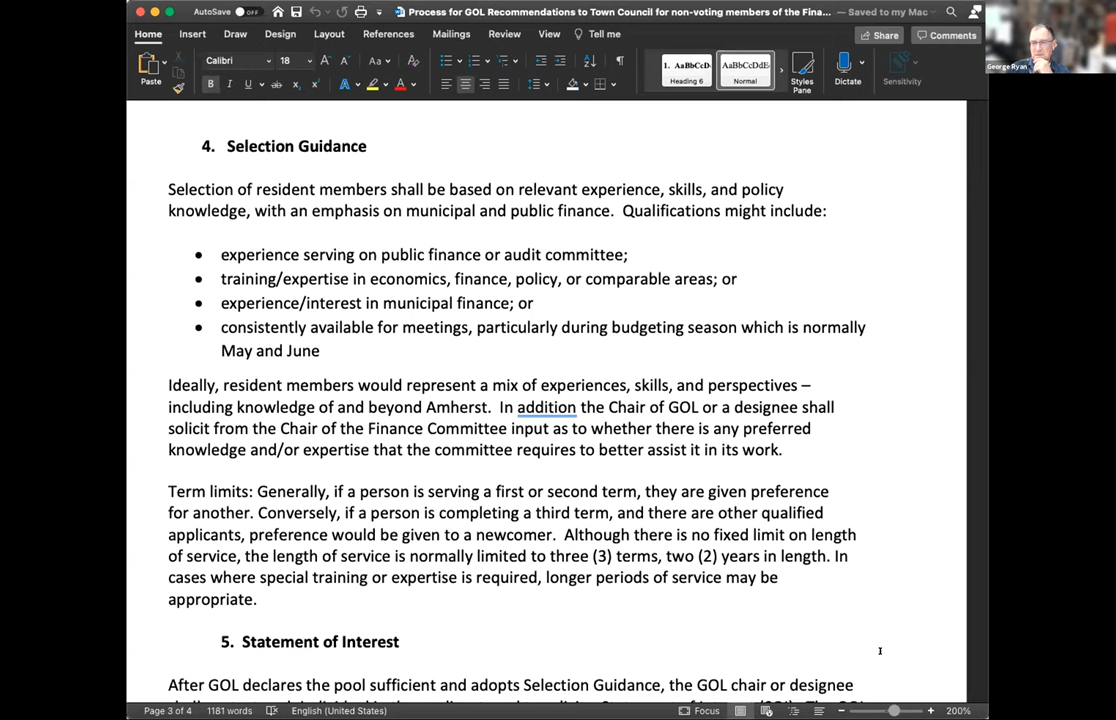 AutoSave OFF
Process for GOL Recommendations to Town Council for non-voting members of the Fina... — Saved to my Mac
Home Insert Draw Design Layout References Mailings Review View Tell me
Share Comments
Paste
Calibri 18
Aa
B I U ab x x A A
1. AaBbCcD
Heading 6
AaBbCcDdE
Normal
Styles
Pane
Dictate
Sensitivity
George Ryan
4. Selection Guidance
Selection of resident members shall be based on relevant experience, skills, and policy
knowledge, with an emphasis on municipal and public finance. Qualifications might include:
• experience serving on public finance or audit committee;
• training/expertise in economics, finance, policy, or comparable areas; or
• experience/interest in municipal finance; or
• consistently available for meetings, particularly during budgeting season which is normally
May and June
Ideally, resident members would represent a mix of experiences, skills, and perspectives –
including knowledge of and beyond Amherst. In addition the Chair of GOL or a designee shall
solicit from the Chair of the Finance Committee input as to whether there is any preferred
knowledge and/or expertise that the committee requires to better assist it in its work.
Term limits: Generally, if a person is serving a first or second term, they are given preference
for another. Conversely, if a person is completing a third term, and there are other qualified
applicants, preference would be given to a newcomer. Although there is no fixed limit on length
of service, the length of service is normally limited to three (3) terms, two (2) years in length. In
cases where special training or expertise is required, longer periods of service may be
appropriate.
5. Statement of Interest
After GOL declares the pool sufficient and adopts Selection Guidance, the GOL chair or designee
Page 3 of 4 1181 words English (United States) Focus 200%